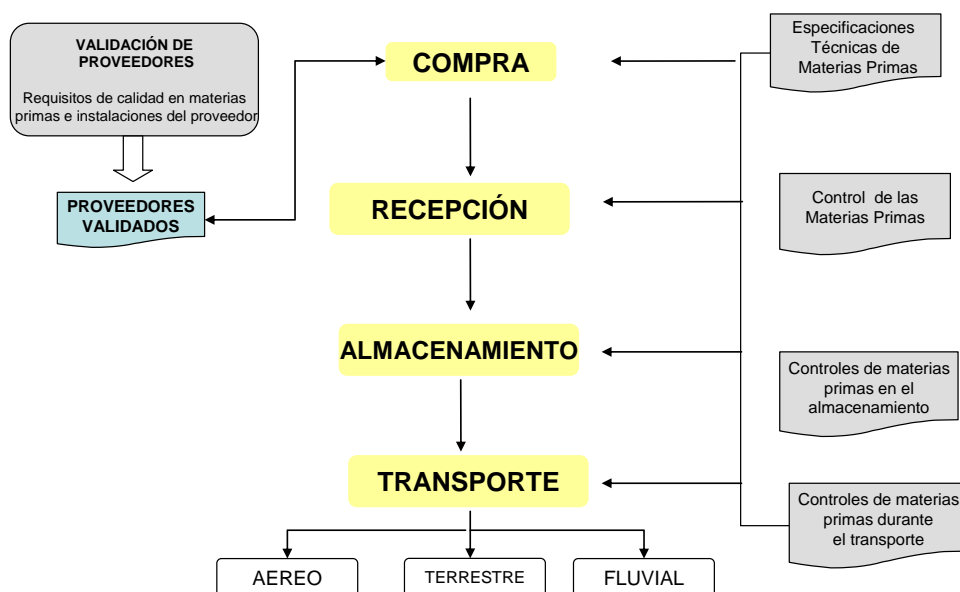 VALIDACIÓN DE
PROVEEDORES
Requisitos de calidad en materias
primas e instalaciones del proveedor
PROVEEDORES
VALIDADOS
COMPRA
RECEPCIÓN
ALMACENAMIENTO
TRANSPORTE
AEREO
TERRESTRE
FLUVIAL
Especificaciones
Técnicas de
Materias Primas
Control de las
Materias Primas
Controles de materias
primas en el
almacenamiento
Controles de materias
primas durante
el transporte